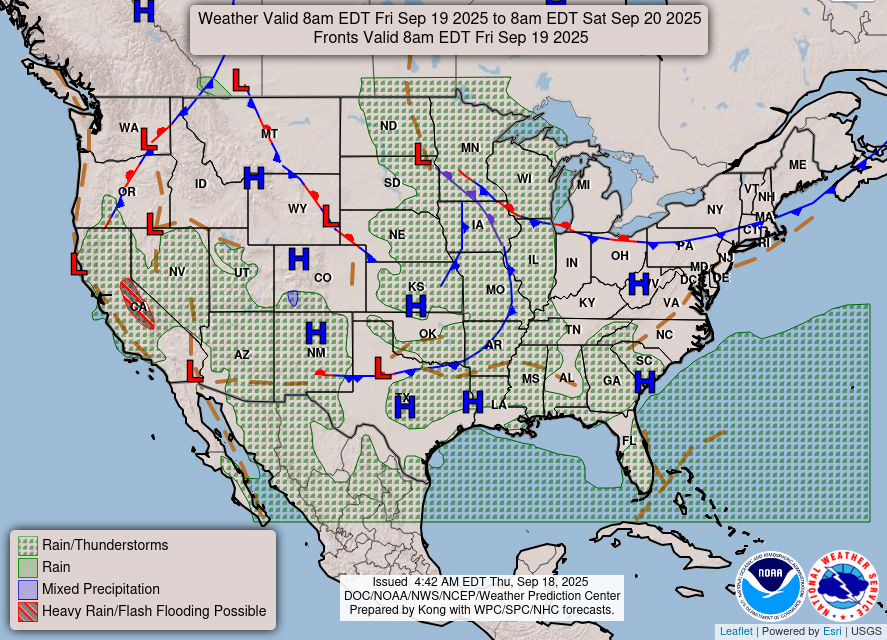 H
H
Weather Valid 8am EDT Fri Sep 19 2025 to 8am EDT Sat Sep 20 2025
Fronts Valid 8am EDT Fri Sep 19 2025
L
WA
L
MT
ND
L
MN
ME
OR
ID
H
SD
WI
MI
VT
NH
NY
MA
CT
RI
L
WY
L
NE
IA
PA
NJ
L
NV
UT
H
CO
IL
IN
OH
MD
DC
DE
KS
H
MO
H
WV
VA
CA
KY
H
OK
TN
NC
AZ
NM
AR
SC
L
L
MS
AL
GA
H
TX
H
H
LA
FL
Rain/Thunderstorms
Rain
Mixed Precipitation
Heavy Rain/Flash Flooding Possible
Issued 4:42 AM EDT Thu, Sep 18, 2025
DOC/NOAA/NWS/NCEP/Weather Prediction Center
Prepared by Kong with WPC/SPC/NHC forecasts.
NOAA
NATIONAL WEATHER SERVICE
Leaflet | Powered by Esri | USGS